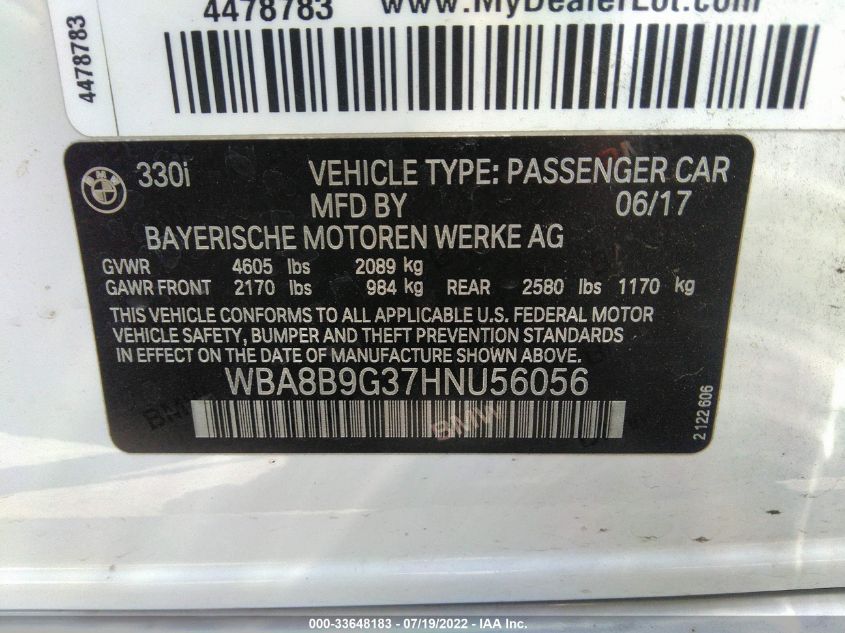 4478783 www.MyDealerLot.com
4478783
BMW
330i VEHICLE TYPE: PASSENGER CAR
MFD BY 06/17
BAYERISCHE MOTOREN WERKE AG
GVWR 4605 lbs 2089 kg
GAWR FRONT 2170 lbs 984 kg REAR 2580 lbs 1170 kg
THIS VEHICLE CONFORMS TO ALL APPLICABLE U.S. FEDERAL MOTOR
VEHICLE SAFETY, BUMPER AND THEFT PREVENTION STANDARDS
IN EFFECT ON THE DATE OF MANUFACTURE SHOWN ABOVE.
WBA8B9G37HNU56056
BMW
2 122 606
000-33648183 - 07/19/2022 - IAA Inc.